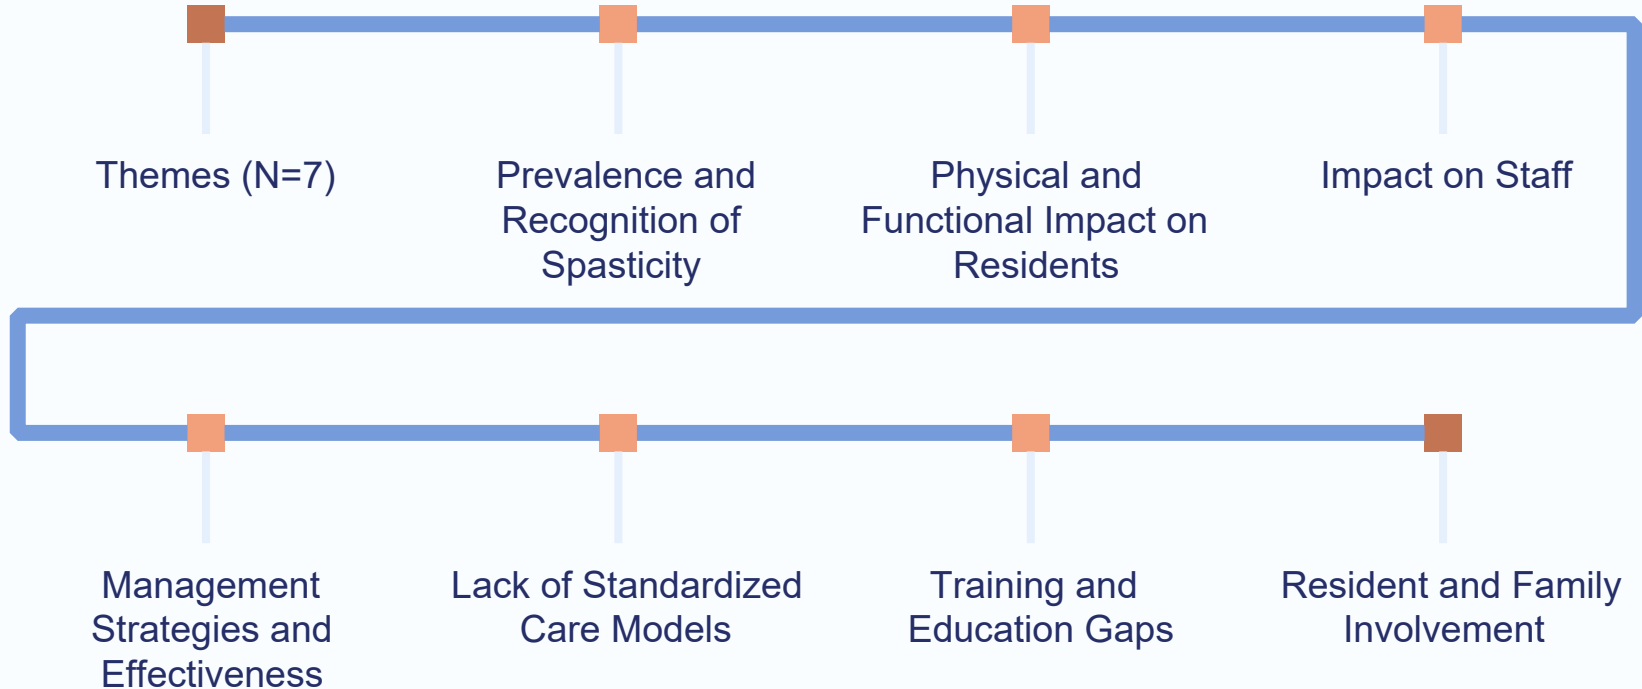 Themes (N=7)
Prevalence and
Recognition of
Spasticity
Physical and
Functional Impact on
Residents
Impact on Staff
Management
Strategies and
Effectiveness
Lack of Standardized
Care Models
Training and
Education Gaps
Resident and Family
Involvement